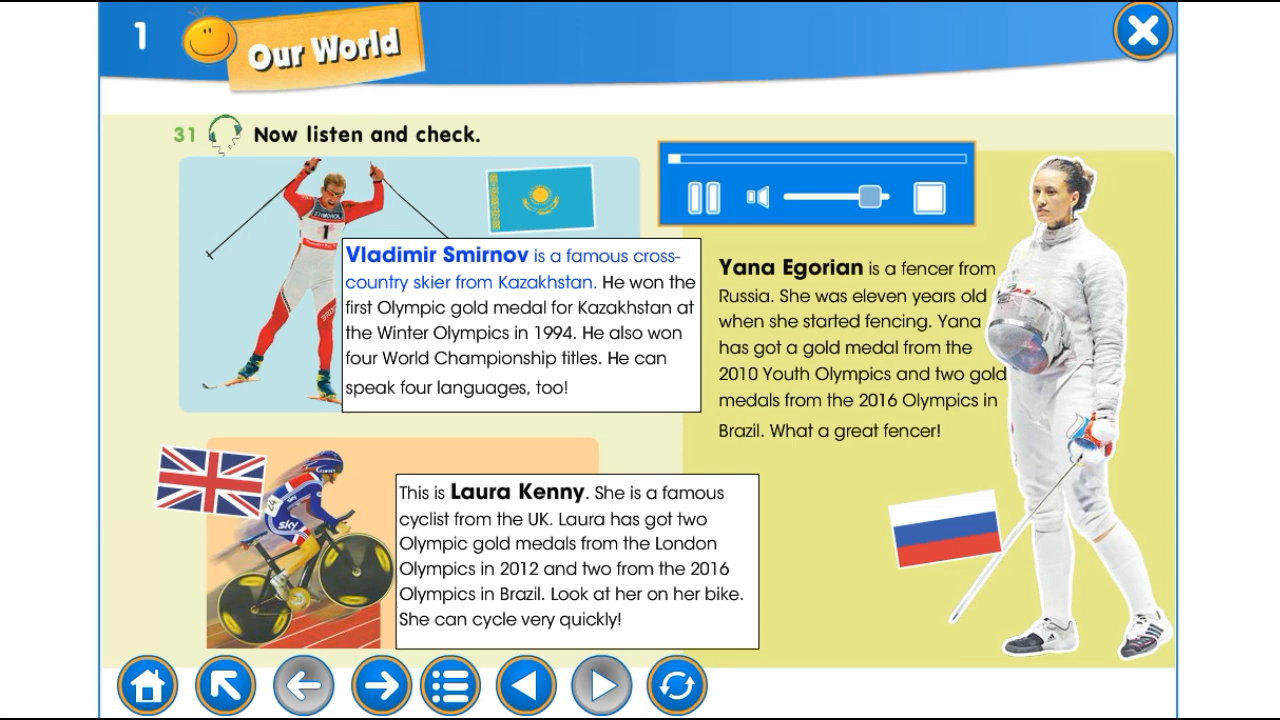 1
Our World
31 Now listen and check.
1
Vladimir Smirnov is a famous cross-
country skier from Kazakhstan. He won the
first Olympic gold medal for Kazakhstan at
the Winter Olympics in 1994. He also won
four World Championship titles. He can
speak four languages, too!
Yana Egorian is a fencer from
Russia. She was eleven years old
when she started fencing. Yana
has got a gold medal from the
2010 Youth Olympics and two gold
medals from the 2016 Olympics in
Brazil. What a great fencer!
24
sky
This is Laura Kenny. She is a famous
cyclist from the UK. Laura has got two
Olympic gold medals from the London
Olympics in 2012 and two from the 2016
Olympics in Brazil. Look at her on her bike.
She can cycle very quickly!